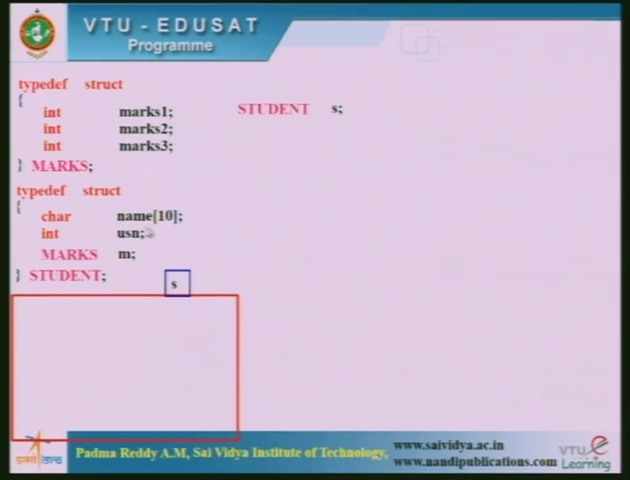 VTU - EDUSAT
Programme
typedef struct
{
int marks1; STUDENT s;
int marks2;
int marks3;
} MARKS;
typedef struct
{
char name[10];
int usn;
MARKS m;
} STUDENT;
s
Padma Reddy A.M, Sai Vidya Institute of Technology,
www.saividya.ac.in
www.nandipublications.com
VTU e
Learning